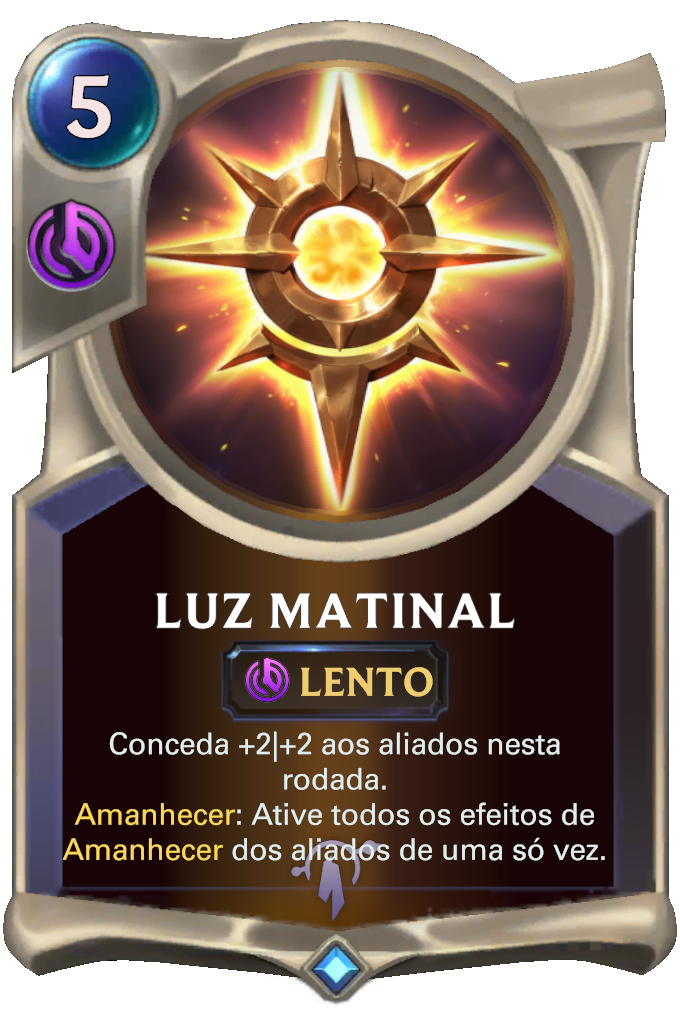 5
LUZ MATINAL
LENTO
Conceda +2|+2 aos aliados nesta
rodada.
Amanhecer: Ative todos os efeitos de
Amanhecer dos aliados de uma só vez.